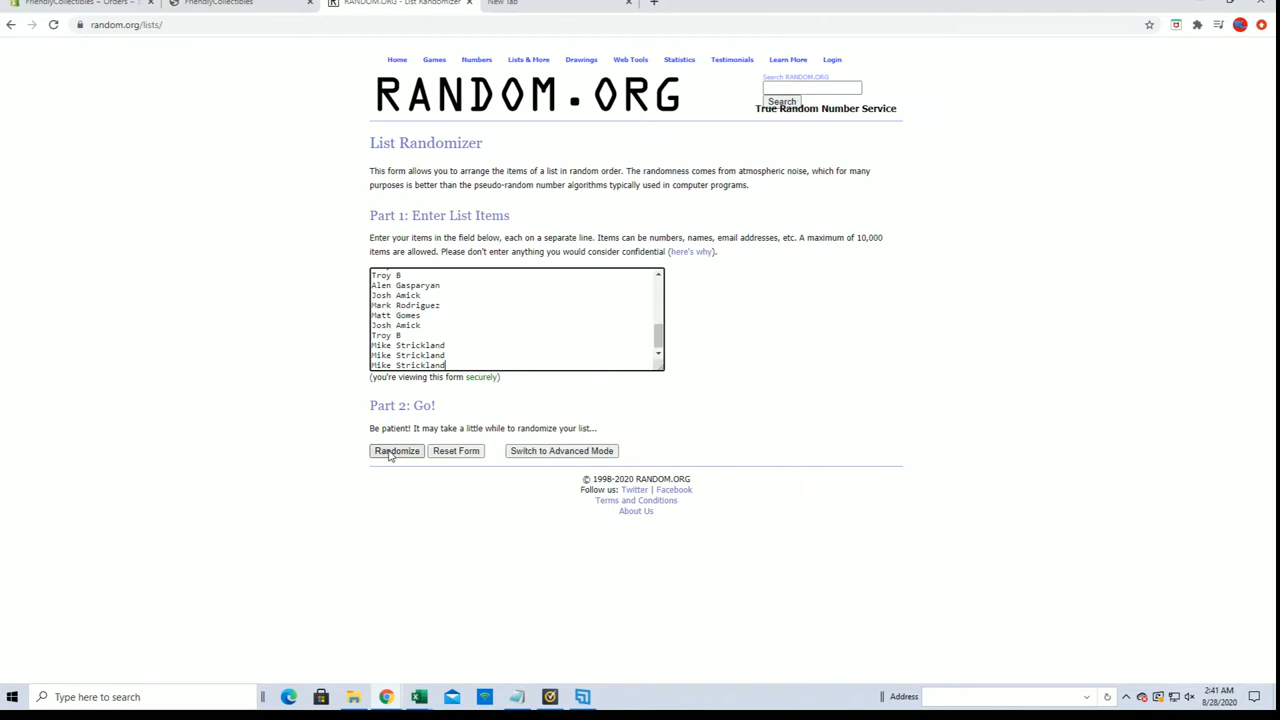 FriendlyCollectibles – Orders –
FriendlyCollectibles
RANDOM.ORG - List Randomizer
New Tab
random.org/lists/
Home Games Numbers Lists & More Drawings Web Tools Statistics Testimonials Learn More Login
RANDOM.ORG
Search RANDOM.ORG
Search
True Random Number Service
List Randomizer
This form allows you to arrange the items of a list in random order. The randomness comes from atmospheric noise, which for many
purposes is better than the pseudo-random number algorithms typically used in computer programs.
Part 1: Enter List Items
Enter your items in the field below, each on a separate line. Items can be numbers, names, email addresses, etc. A maximum of 10,000
items are allowed. Please don't enter anything you would consider confidential (here's why).
Troy B
Alen Gasparyan
Josh Amick
Mark Rodriguez
Matt Gomes
Josh Amick
Troy B
Mike Strickland
Mike Strickland
Mike Strickland
(you're viewing this form securely)
Part 2: Go!
Be patient! It may take a little while to randomize your list...
Randomize Reset Form Switch to Advanced Mode
© 1998-2020 RANDOM.ORG
Follow us: Twitter | Facebook
Terms and Conditions
About Us
Type here to search
Address
2:41 AM
8/28/2020